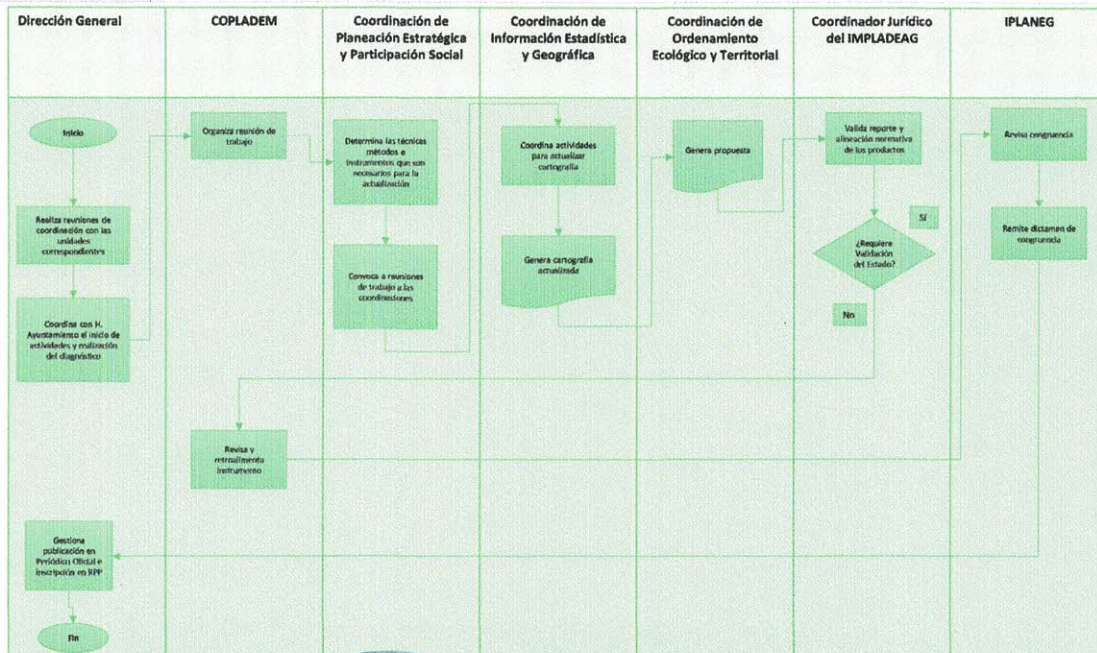 Dirección General
COPLADEM
Coordinación de
Planeación Estratégica
y Participación Social
Coordinación de
Información Estadística
y Geográfica
Coordinación de
Ordenamiento
Ecológico y Territorial
Coordinador Jurídico
del IMPLADEAG
IPLANEG
Inicio
Realiza reuniones de
coordinación con las
unidades
correspondientes
Coordina con H.
Ayuntamiento el inicio de
actividades y realización
del diagnóstico
Organiza reunión de
trabajo
Determina las técnicas
métodos e
instrumentos que son
necesarios para la
actualización
Convoca a reuniones
de trabajo a las
coordinaciones
Coordina actividades
para actualizar
cartografía
Genera cartografía
actualizada
Genera propuesta
Valida reporte y
alineación normativa
de los productos
¿Requiere
Validación
del Estado?
Sí
No
Revisa congruencia
Remite dictamen de
congruencia
Revisa y
retroalimenta
Instrumento
Gestiona
publicación en
Periódico Oficial e
inscripción en RPP
Fin